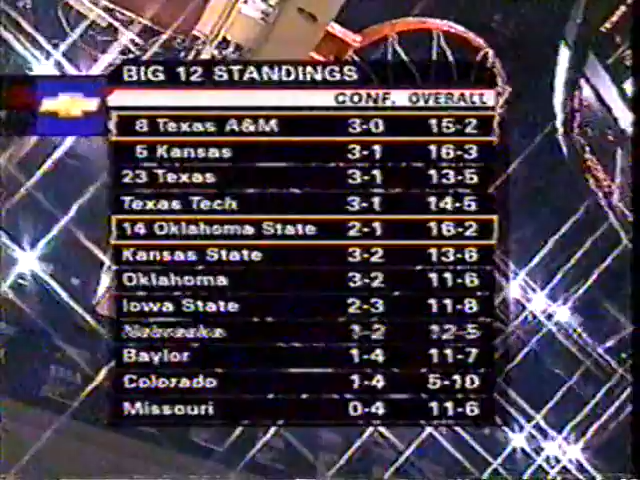 BIG 12 STANDINGS
CONF. OVERALL
8 Texas A&M 3-0 15-2
5 Kansas 3-1 16-3
23 Texas 3-1 13-5
Texas Tech 3-1 14-5
14 Oklahoma State 2-1 16-2
Kansas State 3-2 13-6
Oklahoma 3-2 11-6
Iowa State 2-3 11-8
Nebraska 1-2 12-5
Baylor 1-4 11-7
Colorado 1-4 5-10
Missouri 0-4 11-6